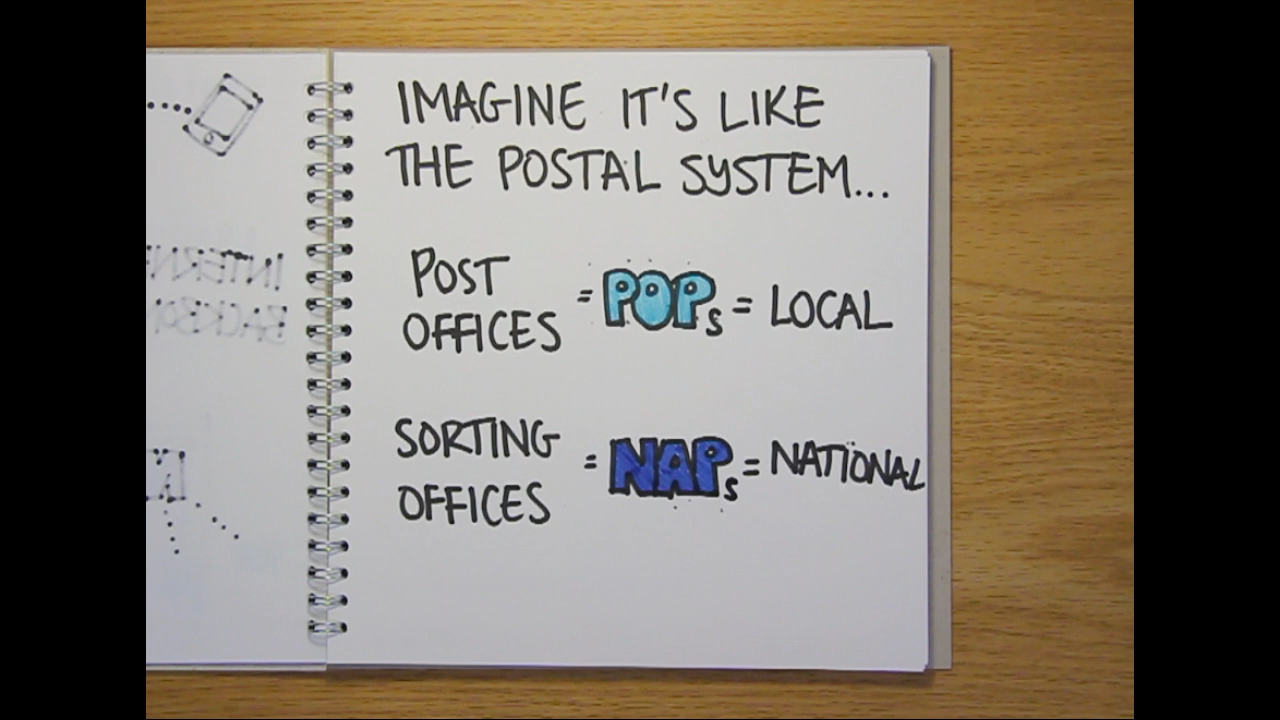 IMAGINE IT'S LIKE
THE POSTAL SYSTEM...
POST
OFFICES
= POPs = LOCAL
SORTING
OFFICES
= NAPs = NATIONAL